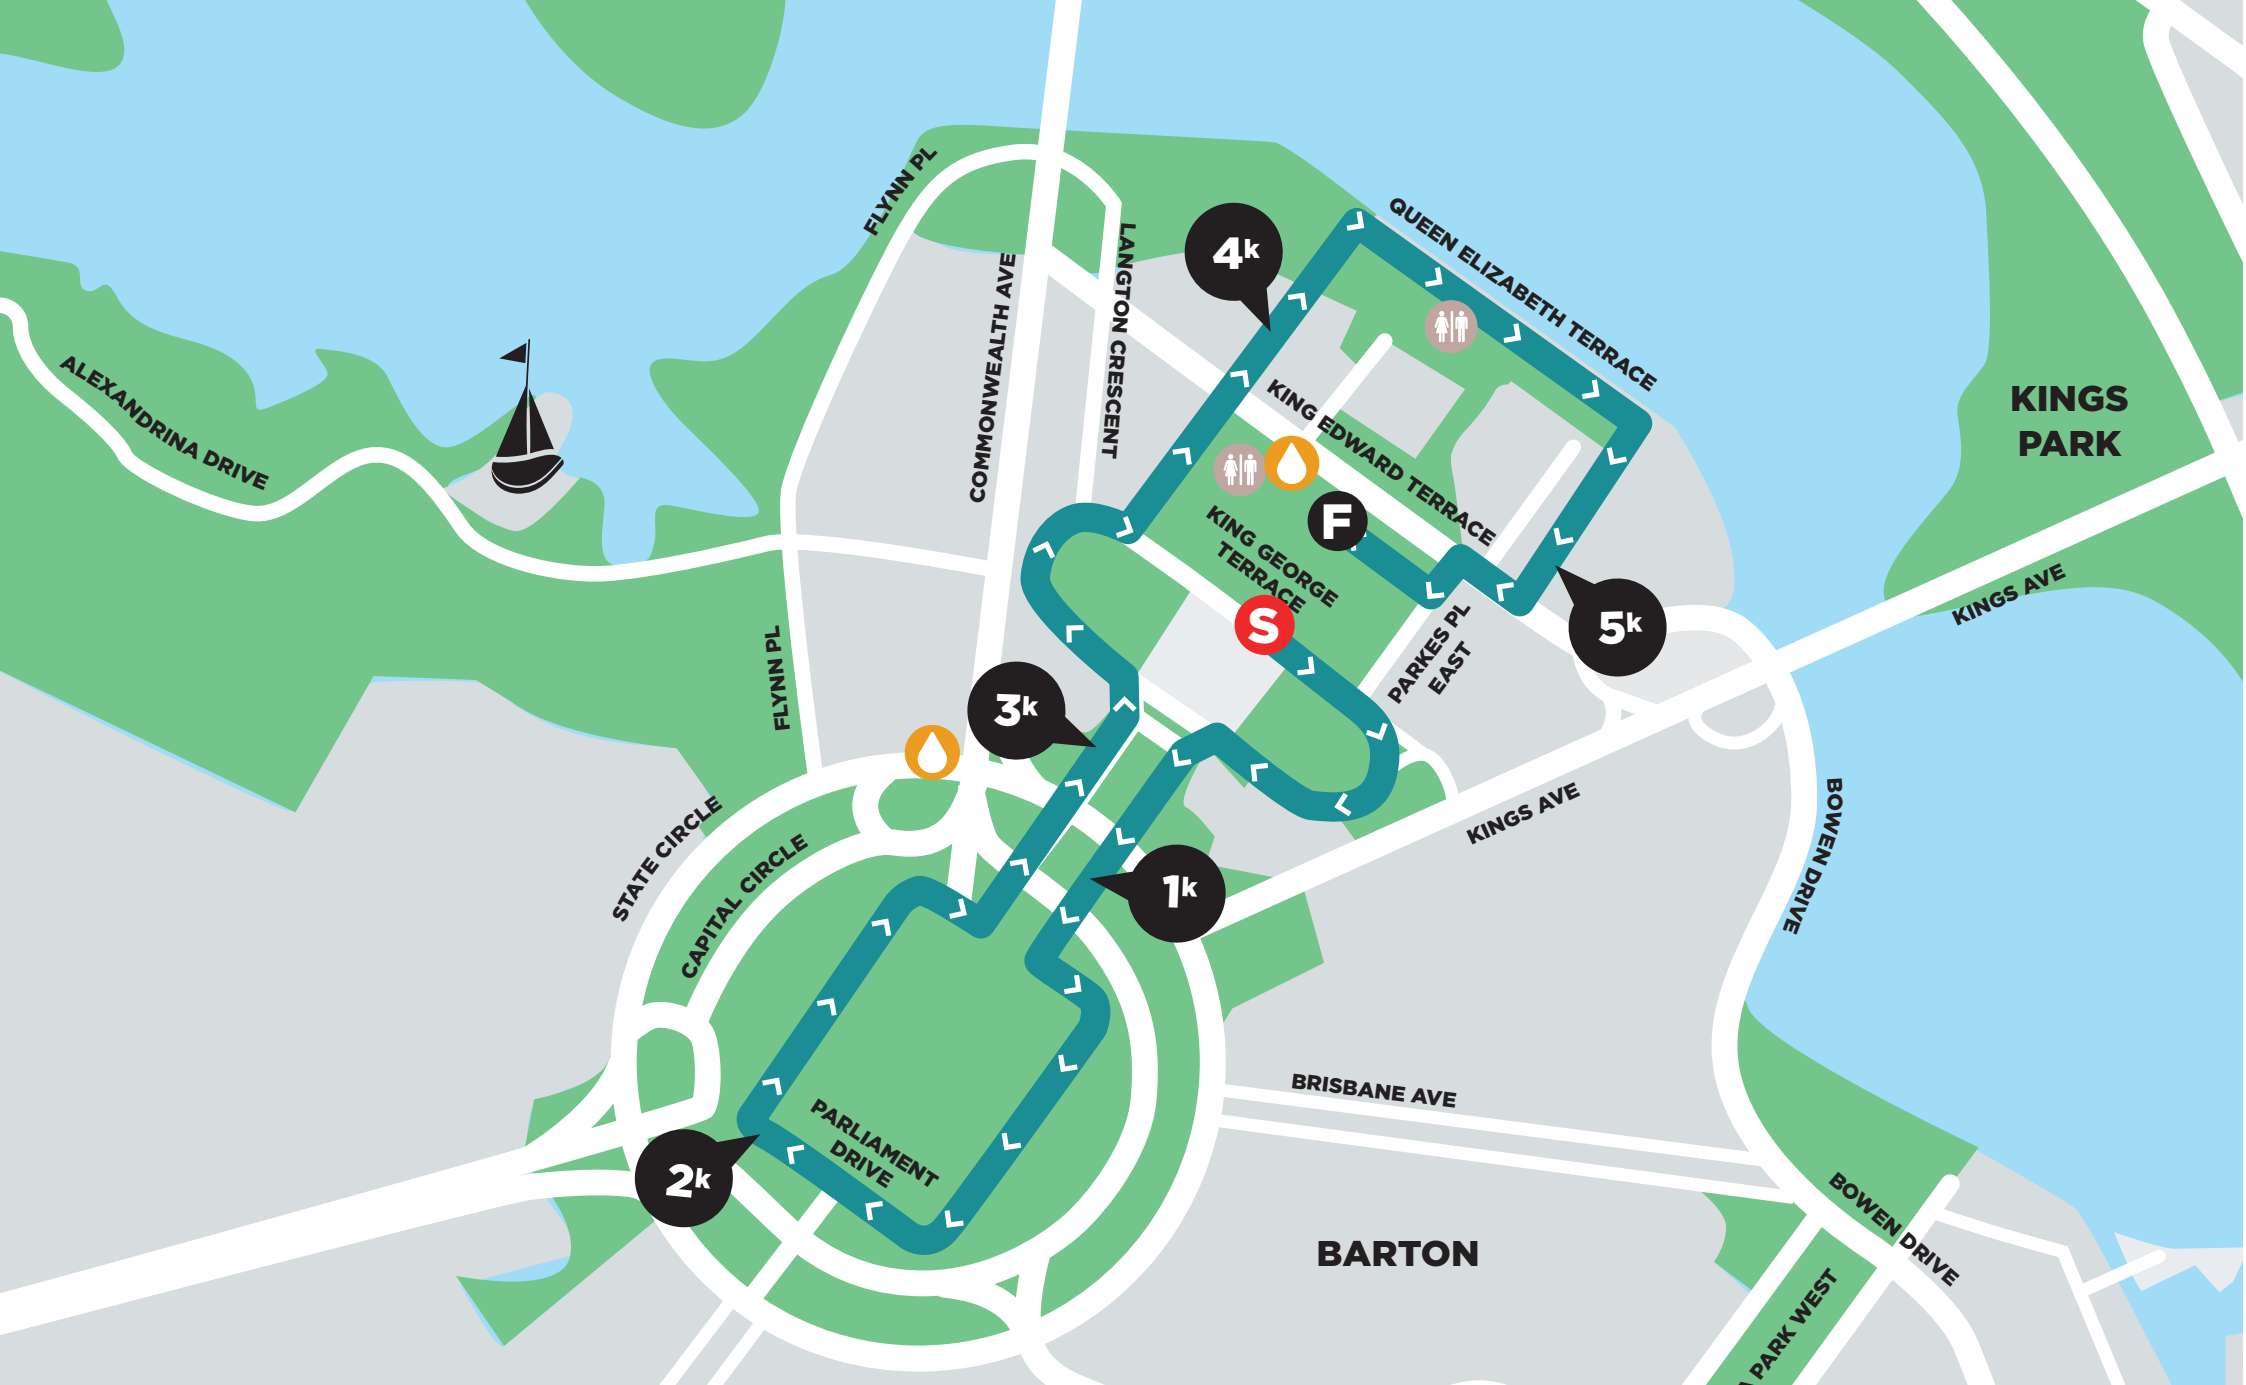 FLYNN PL
COMMONWEALTH AVE
LANGTON CRESCENT
4k
QUEEN ELIZABETH TERRACE
ALEXANDRINA DRIVE
KING EDWARD TERRACE
KINGS
PARK
F
KING GEORGE
TERRACE
S
PARKES PL
EAST
5k
KINGS AVE
FLYNN PL
3k
STATE CIRCLE
CAPITAL CIRCLE
KINGS AVE
BOWEN DRIVE
1k
PARLIAMENT
DRIVE
2k
BRISBANE AVE
BARTON
BOWEN DRIVE
PARK WEST